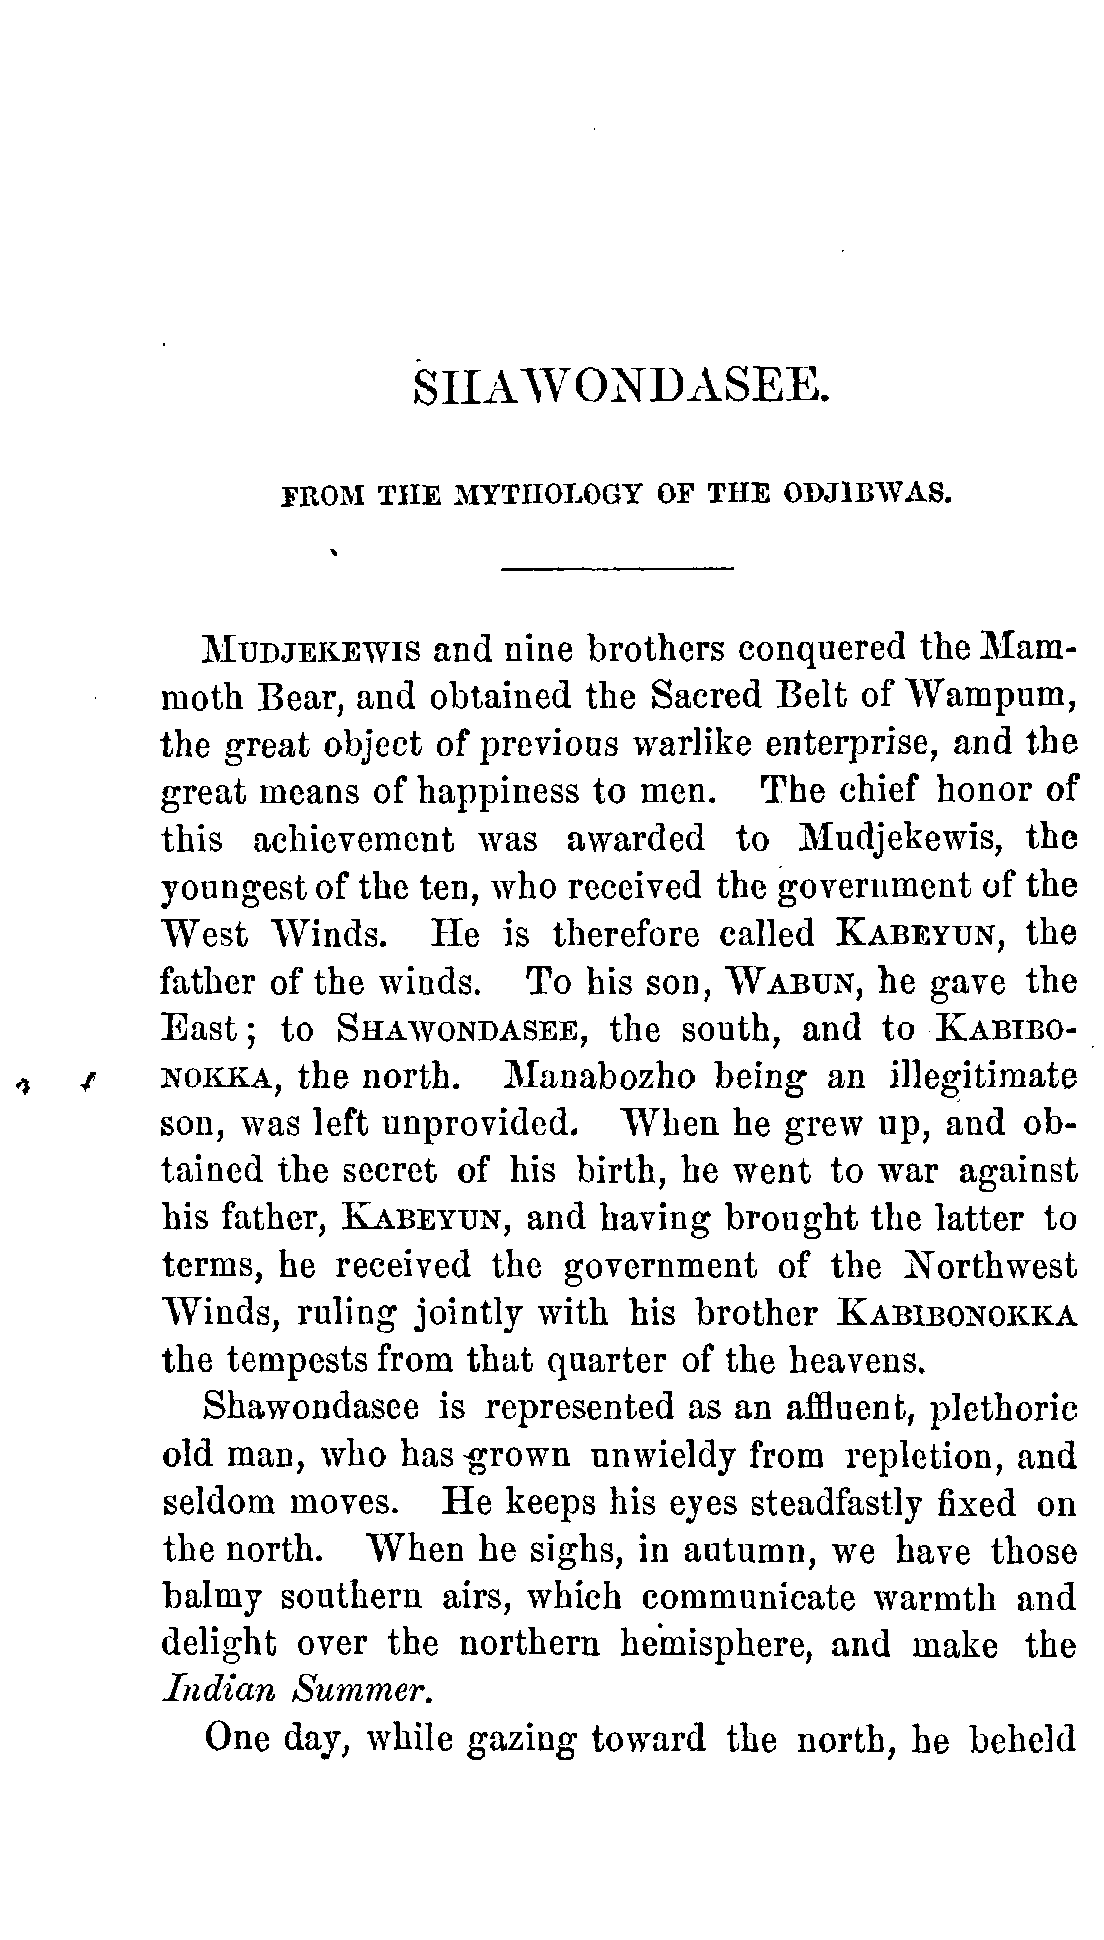 SHAWONDASEE.
FROM THE MYTHOLOGY OF THE ODJIBWAS.
MUDJEKEWIS and nine brothers conquered the Mam-
moth Bear, and obtained the Sacred Belt of Wampum,
the great object of previous warlike enterprise, and the
great means of happiness to men. The chief honor of
this achievement was awarded to Mudjekewis, the
youngest of the ten, who received the government of the
West Winds. He is therefore called KABEYUN, the
father of the winds. To his son, WABUN, he gave the
East; to SHAWONDASEE, the south, and to KABIBO-
NOKKA, the north. Manabozho being an illegitimate
son, was left unprovided. When he grew up, and ob-
tained the secret of his birth, he went to war against
his father, KABEYUN, and having brought the latter to
terms, he received the government of the Northwest
Winds, ruling jointly with his brother KABIBONOKKA
the tempests from that quarter of the heavens.
Shawondasee is represented as an affluent, plethoric
old man, who has grown unwieldy from repletion, and
seldom moves. He keeps his eyes steadfastly fixed on
the north. When he sighs, in autumn, we have those
balmy southern airs, which communicate warmth and
delight over the northern hemisphere, and make the
Indian Summer.
One day, while gazing toward the north, he beheld